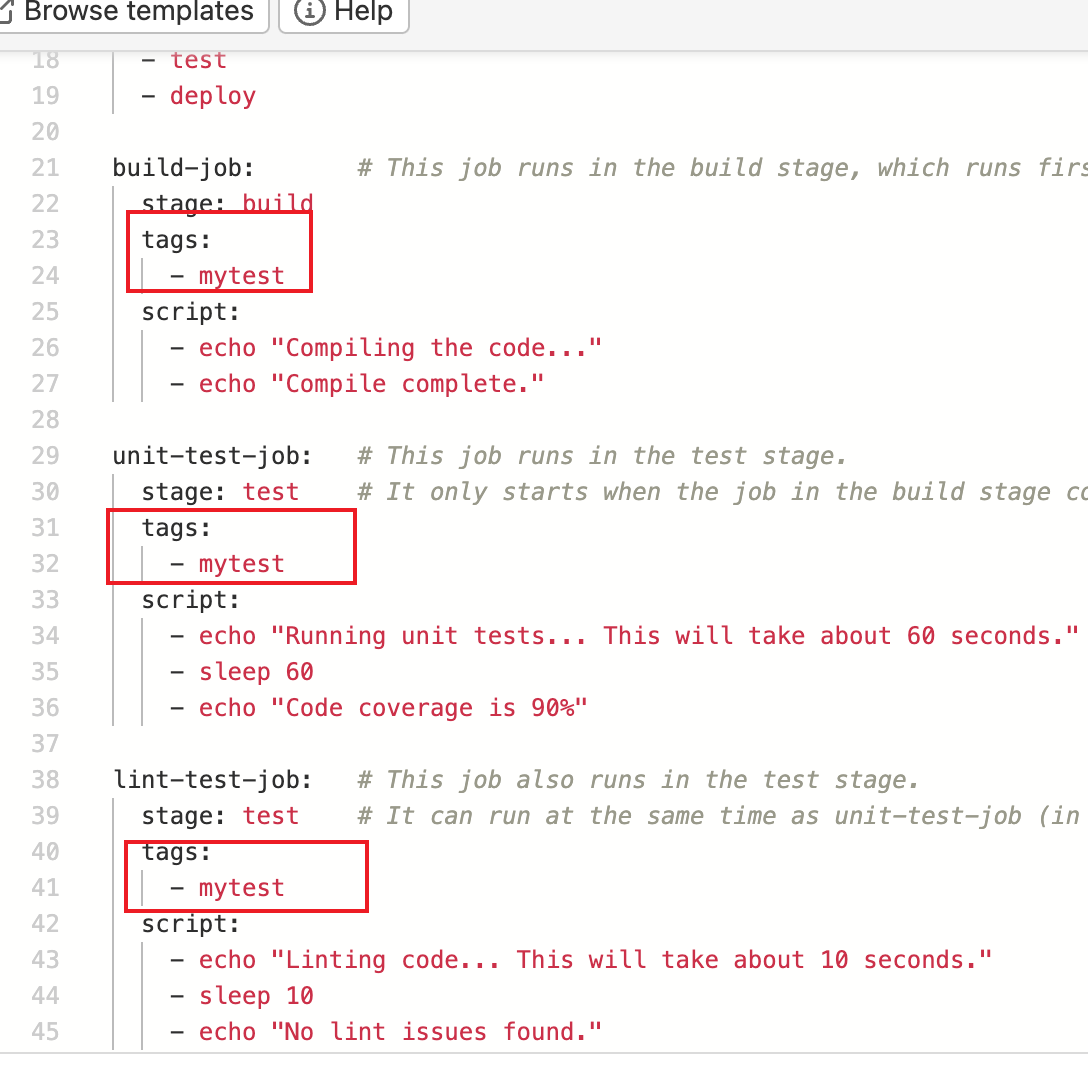 Browse templates
Help
18 - test
19 - deploy
20
21 build-job: # This job runs in the build stage, which runs
22 stage: build
23 tags:
24 - mytest
25 script:
26 - echo "Compiling the code..."
27 - echo "Compile complete."
28
29 unit-test-job: # This job runs in the test stage.
30 stage: test # It only starts when the job in the build stage
31 tags:
32 - mytest
33 script:
34 - echo "Running unit tests... This will take about 60 seconds."
35 - sleep 60
36 - echo "Code coverage is 90%"
37
38 lint-test-job: # This job also runs in the test stage.
39 stage: test # It can run at the same time as unit-test-job (in
40 tags:
41 - mytest
42 script:
43 - echo "Linting code... This will take about 10 seconds."
44 - sleep 10
45 - echo "No lint issues found."